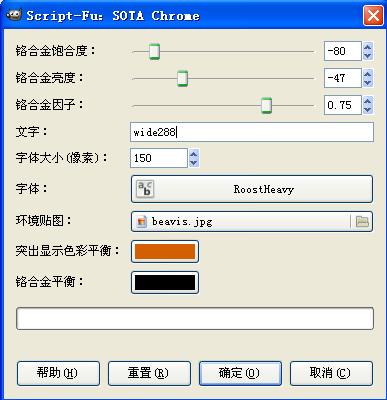 Script-Fu: SOTA Chrome
铬合金饱合度： -80
铬合金亮度： -47
铬合金因子： 0.75
文字： wide288
字体大小(像素)： 150
字体： abc RoostHeavy
环境贴图： beavis.jpg
突出显示色彩平衡：
铬合金平衡：
帮助(H) 重置(R) 确定(O) 取消(C)